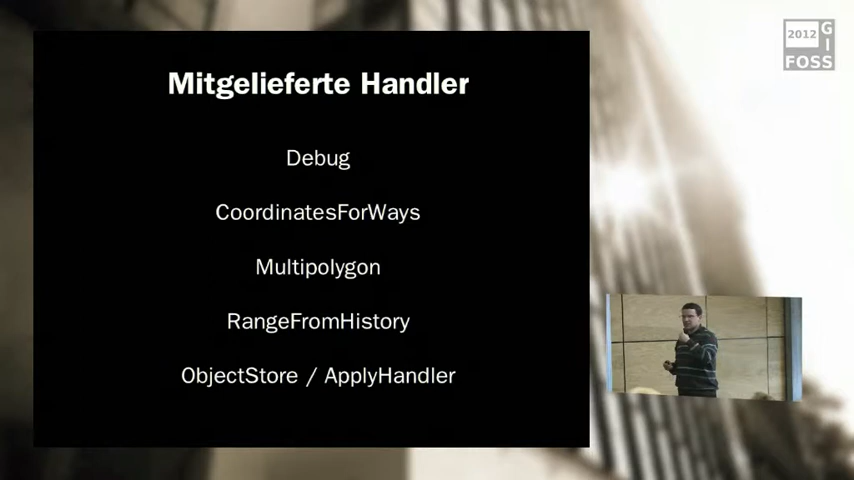 Mitgelieferte Handler
Debug
CoordinatesForWays
Multipolygon
RangeFromHistory
ObjectStore / ApplyHandler
2012 G
I
FOSS